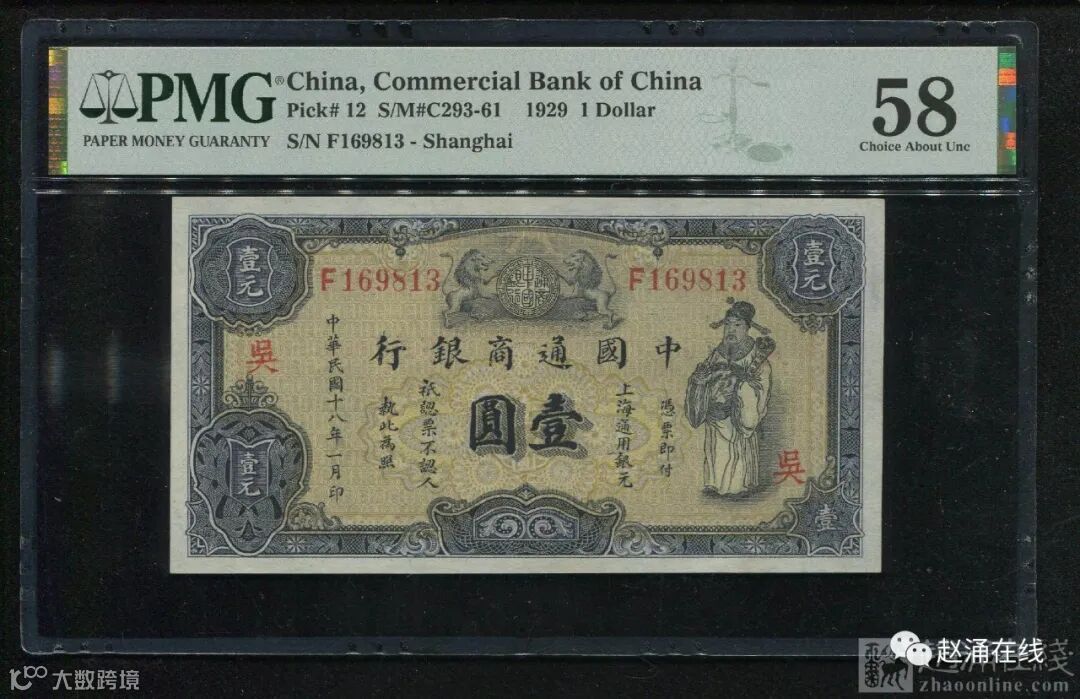 PMG
PAPER MONEY GUARANTY
China, Commercial Bank of China
Pick# 12 S/M#C293-61 1929 1 Dollar
S/N F169813 - Shanghai
58
Choice About Unc
壹元
F169813
F169813
壹元
中國通商銀行
憑票即付
上海通用銀元
壹圓
祇認票不認人
執此為照
中華民國十八年一月印
吳
吳
壹元
壹
大数跨境
赵涌在线
zhaoonline.com